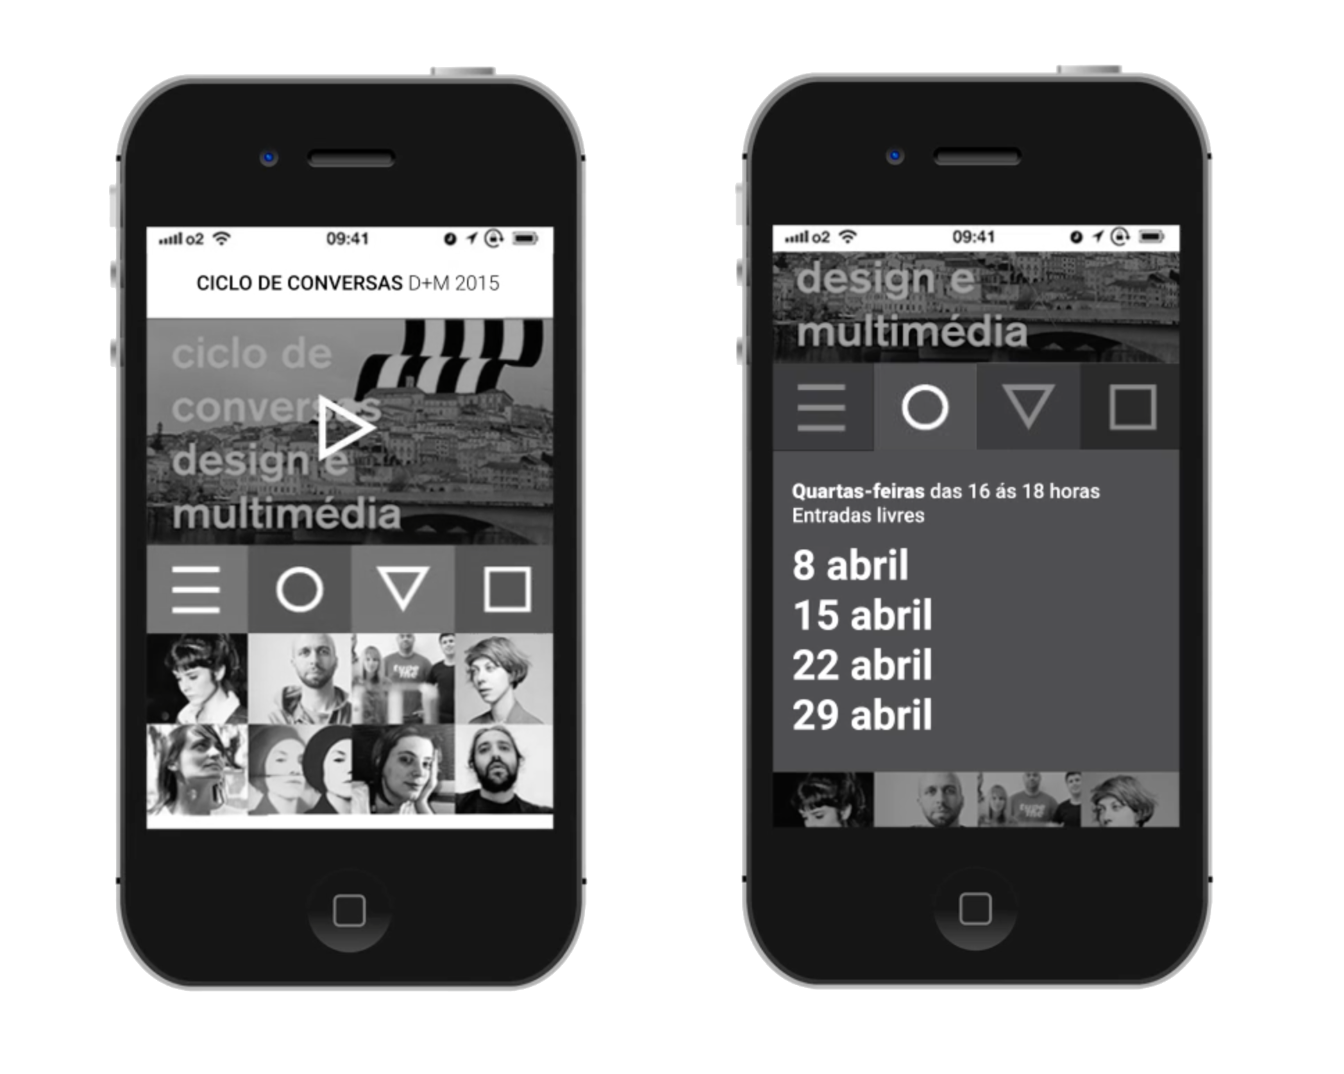 o2 09:41
CICLO DE CONVERSAS D+M 2015
ciclo de
conversas
design e
multimédia
o2 09:41
design e
multimédia
Quartas-feiras das 16 ás 18 horas
Entradas livres
8 abril
15 abril
22 abril
29 abril